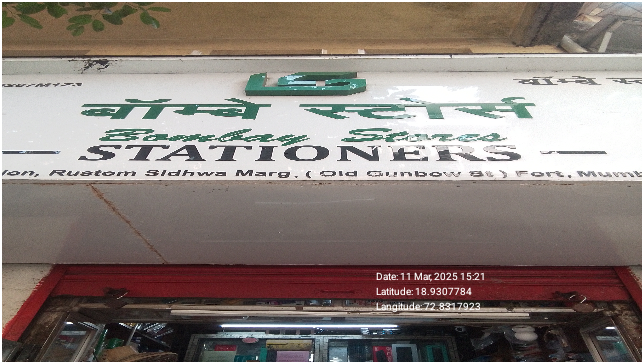 बॉम्बे स्टोर्स
Bombay Stores
STATIONERS
ion, Rustom Sidhwa Marg. ( Old Gunbow St ) Fort, Mumb
Date: 11 Mar, 2025 15:21
Latitude: 18.9307784
Langitude: 72.8317923